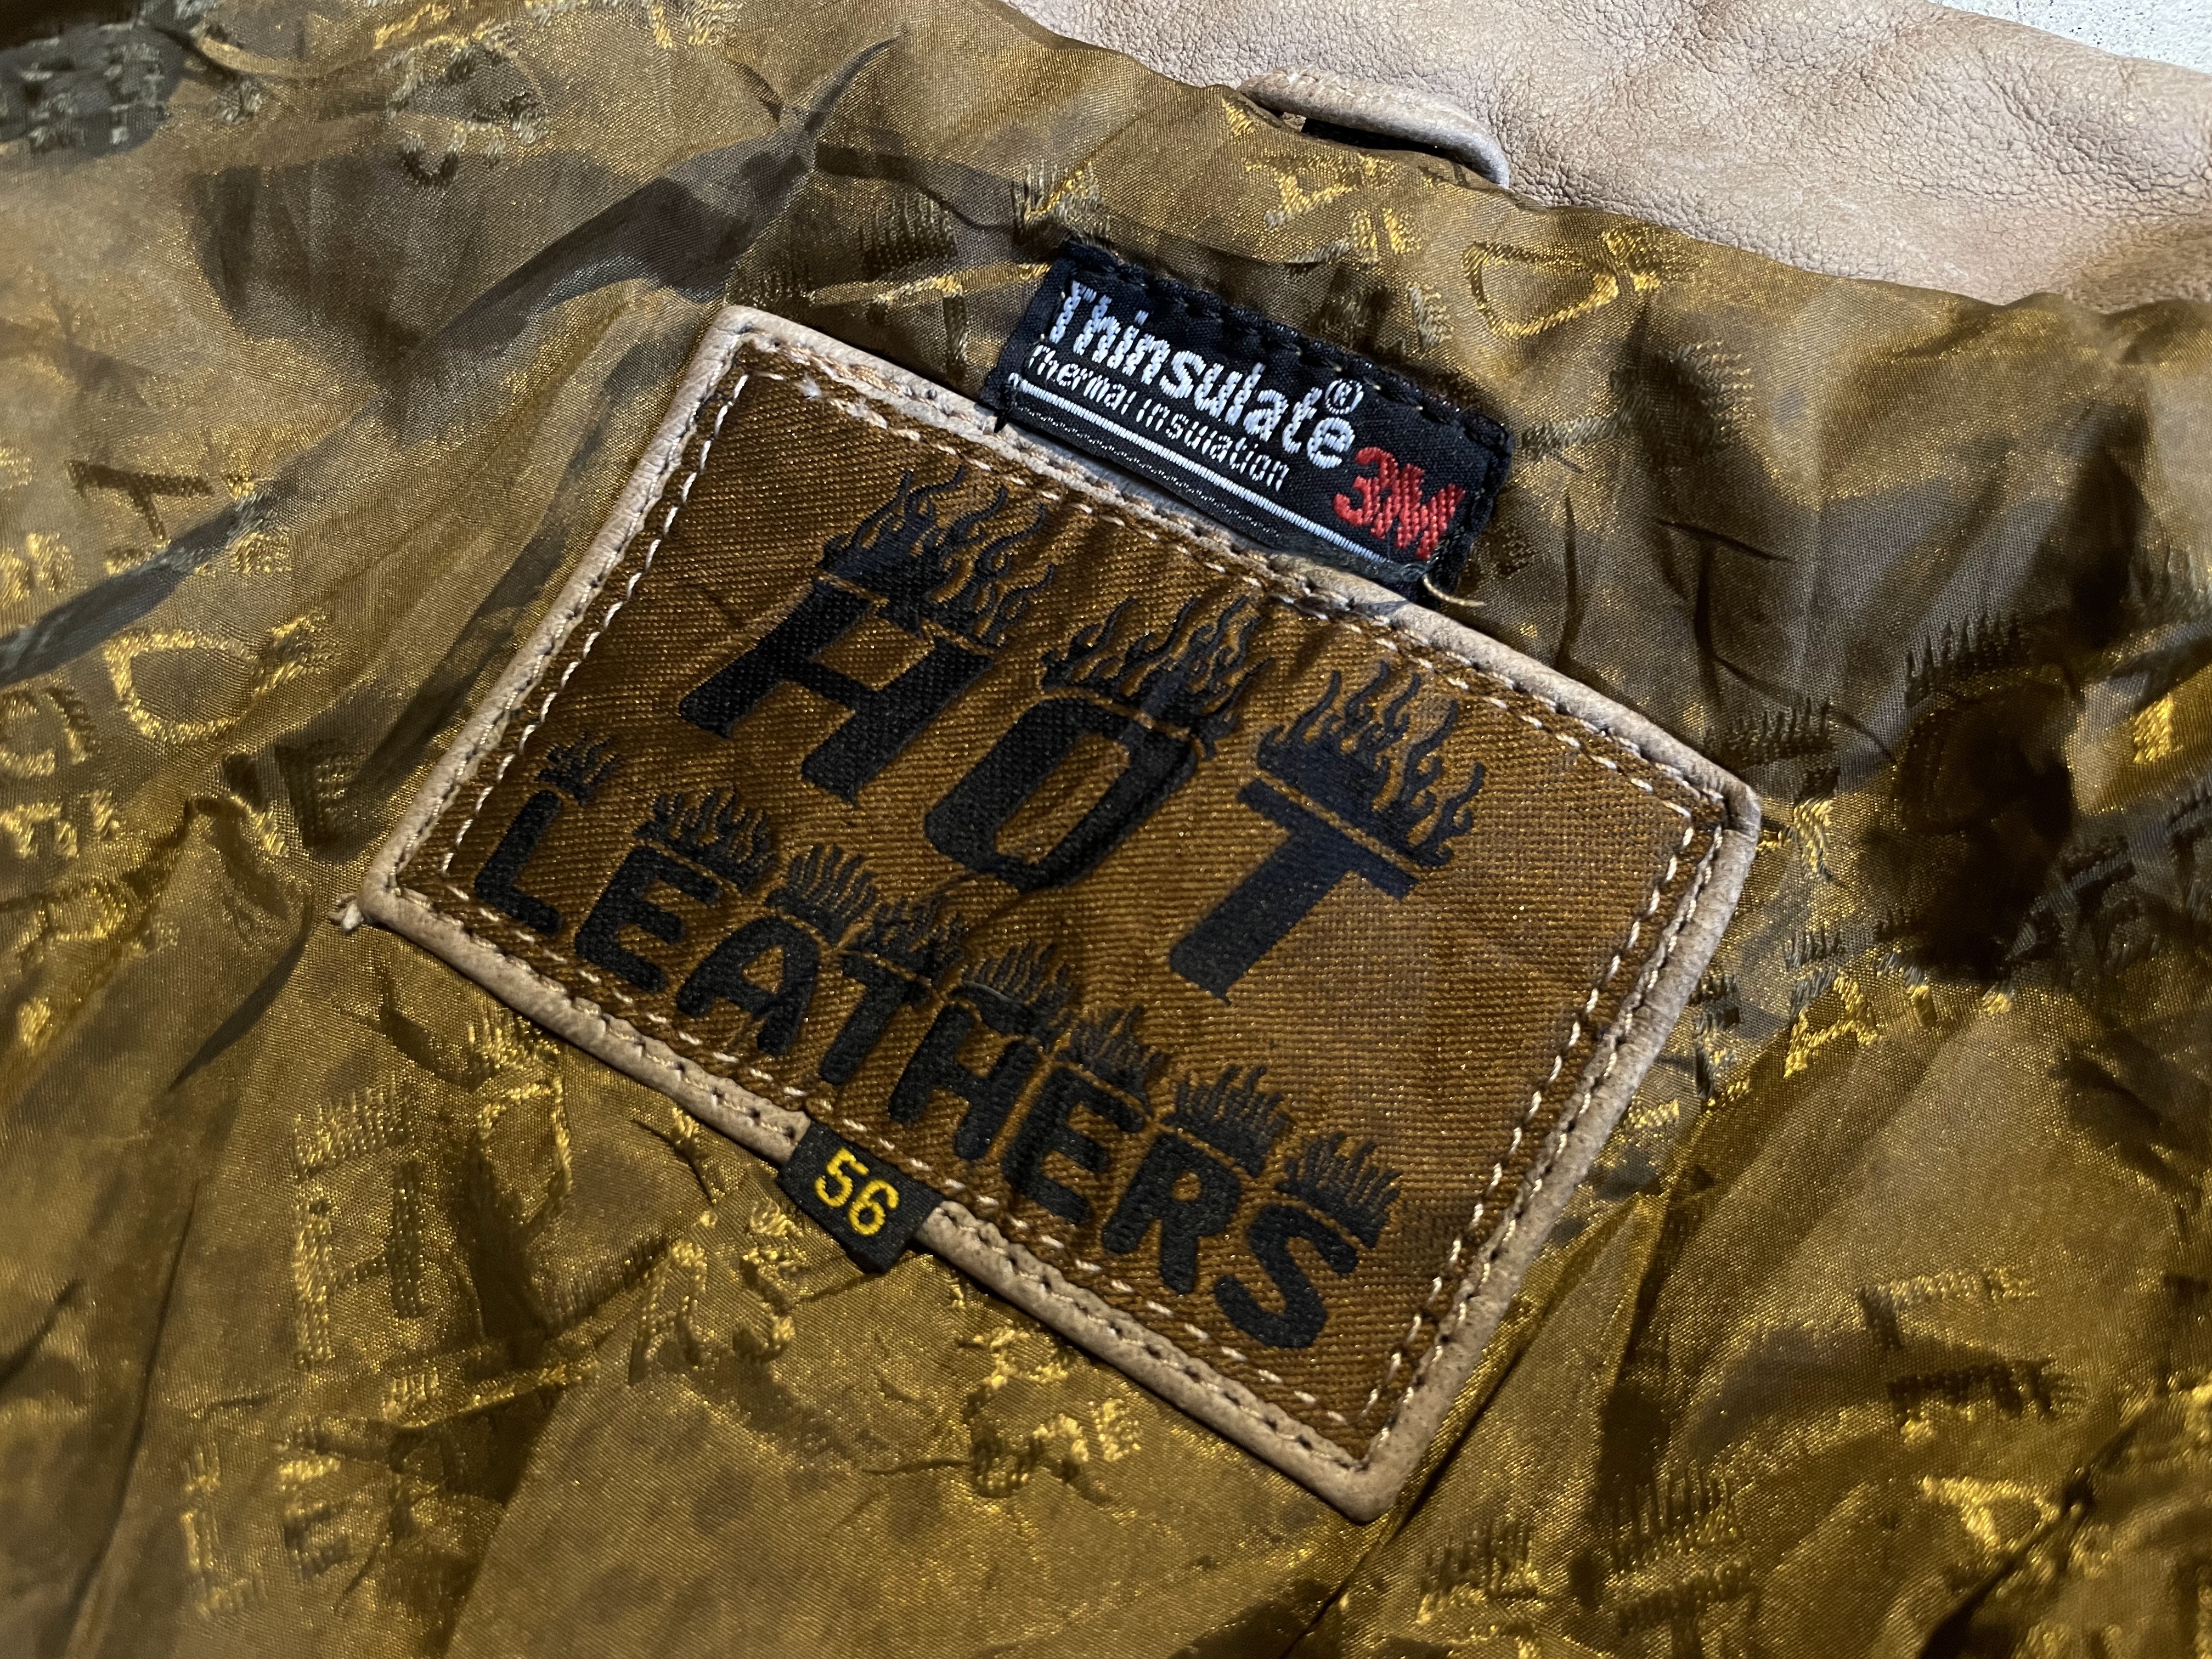 Thinsulate®
Thermal Insulation
3M
HOT
LEATHERS
56